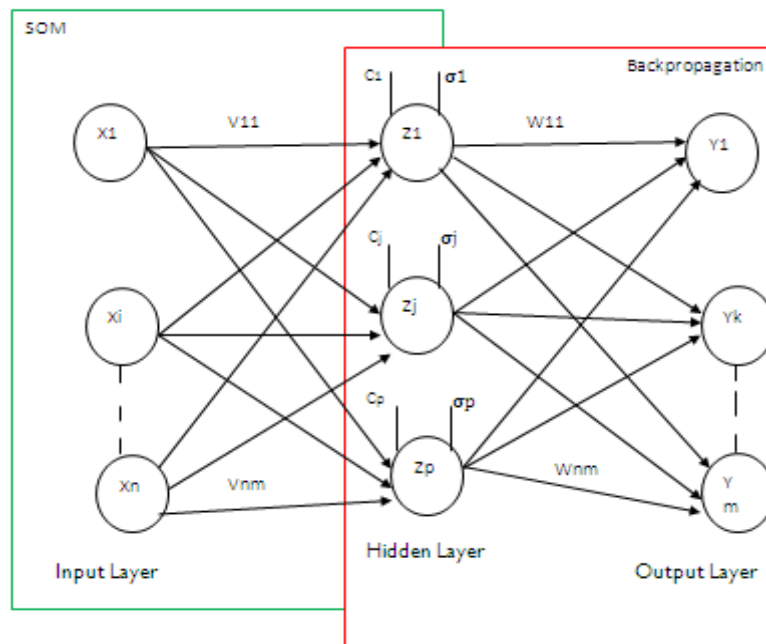 SOM
Backpropagation
C1 σ1
X1 V11 Z1 W11 Y1
Cj σj
Xi Zj Yk
Cp σp
Xn Vnm Zp Wnm Y
m
Input Layer Hidden Layer Output Layer